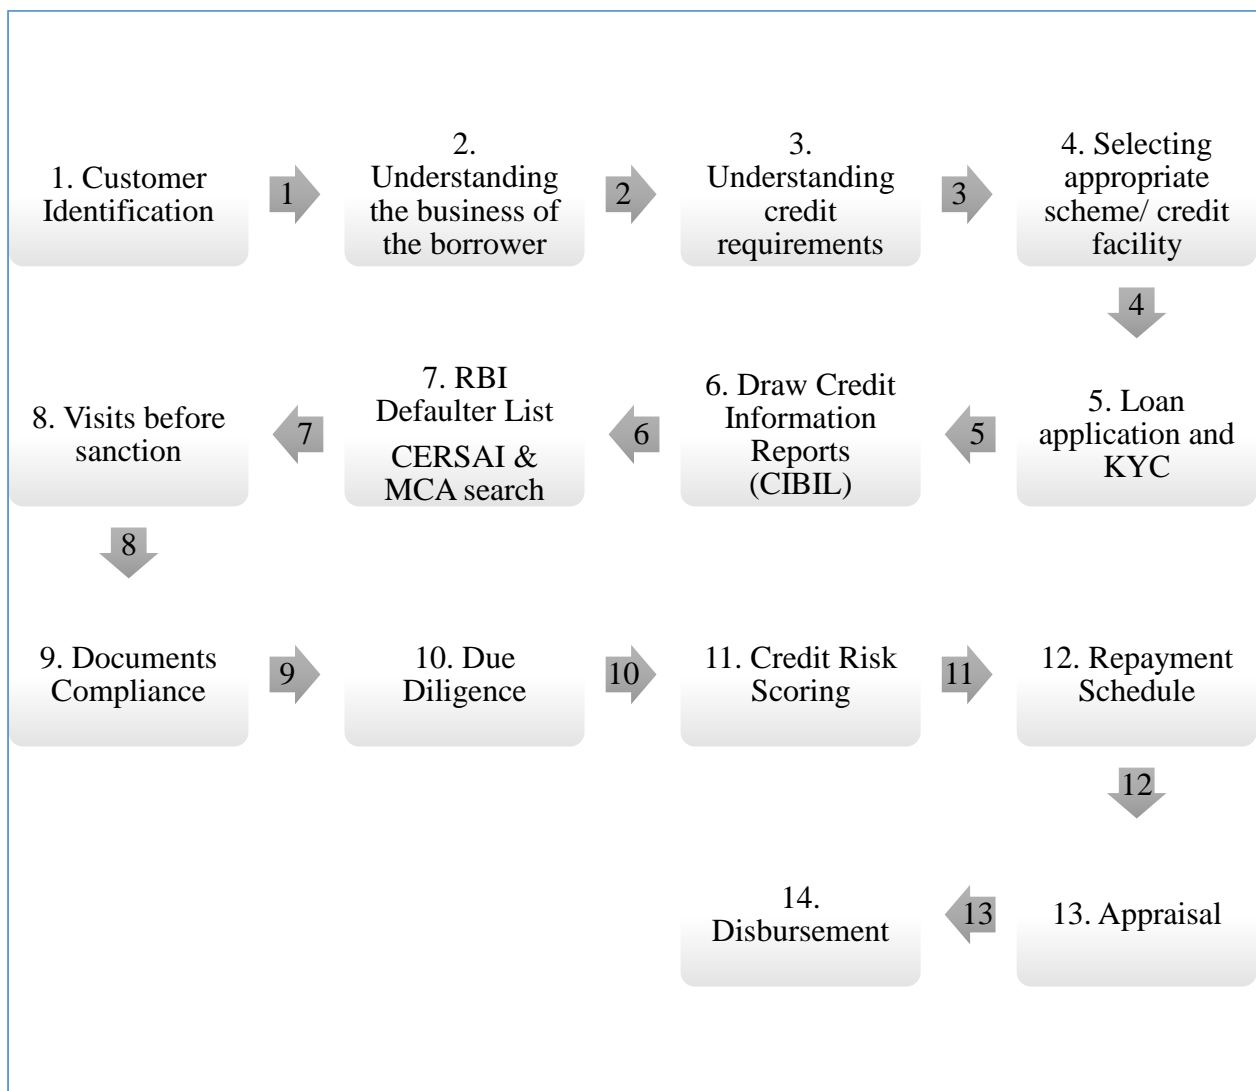 1. Customer
Identification
1
2.
Understanding
the business of
the borrower
2
3.
Understanding
credit
requirements
3
4. Selecting
appropriate
scheme/ credit
facility
4
5. Loan
application and
KYC
5
6. Draw Credit
Information
Reports
(CIBIL)
6
7. RBI
Defaulter List
CERSAI &
MCA search
7
8. Visits before
sanction
8
9. Documents
Compliance
9
10. Due
Diligence
10
11. Credit Risk
Scoring
11
12. Repayment
Schedule
12
13. Appraisal
13
14.
Disbursement